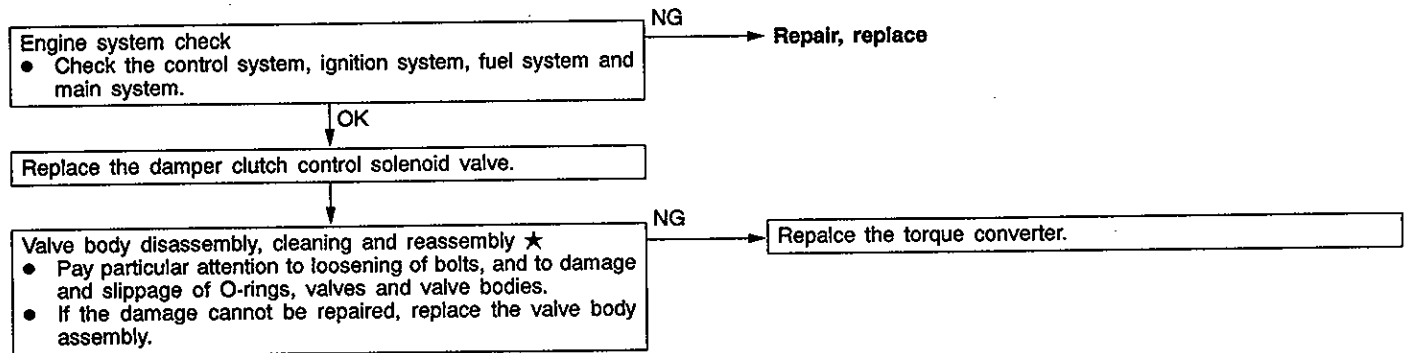 NG
Engine system check
Repair, replace
● Check the control system, ignition system, fuel system and
main system.
OK
Replace the damper clutch control solenoid valve.
NG
Valve body disassembly, cleaning and reassembly ★
Repalce the torque converter.
● Pay particular attention to loosening of bolts, and to damage
and slippage of O-rings, valves and valve bodies.
● If the damage cannot be repaired, replace the valve body
assembly.